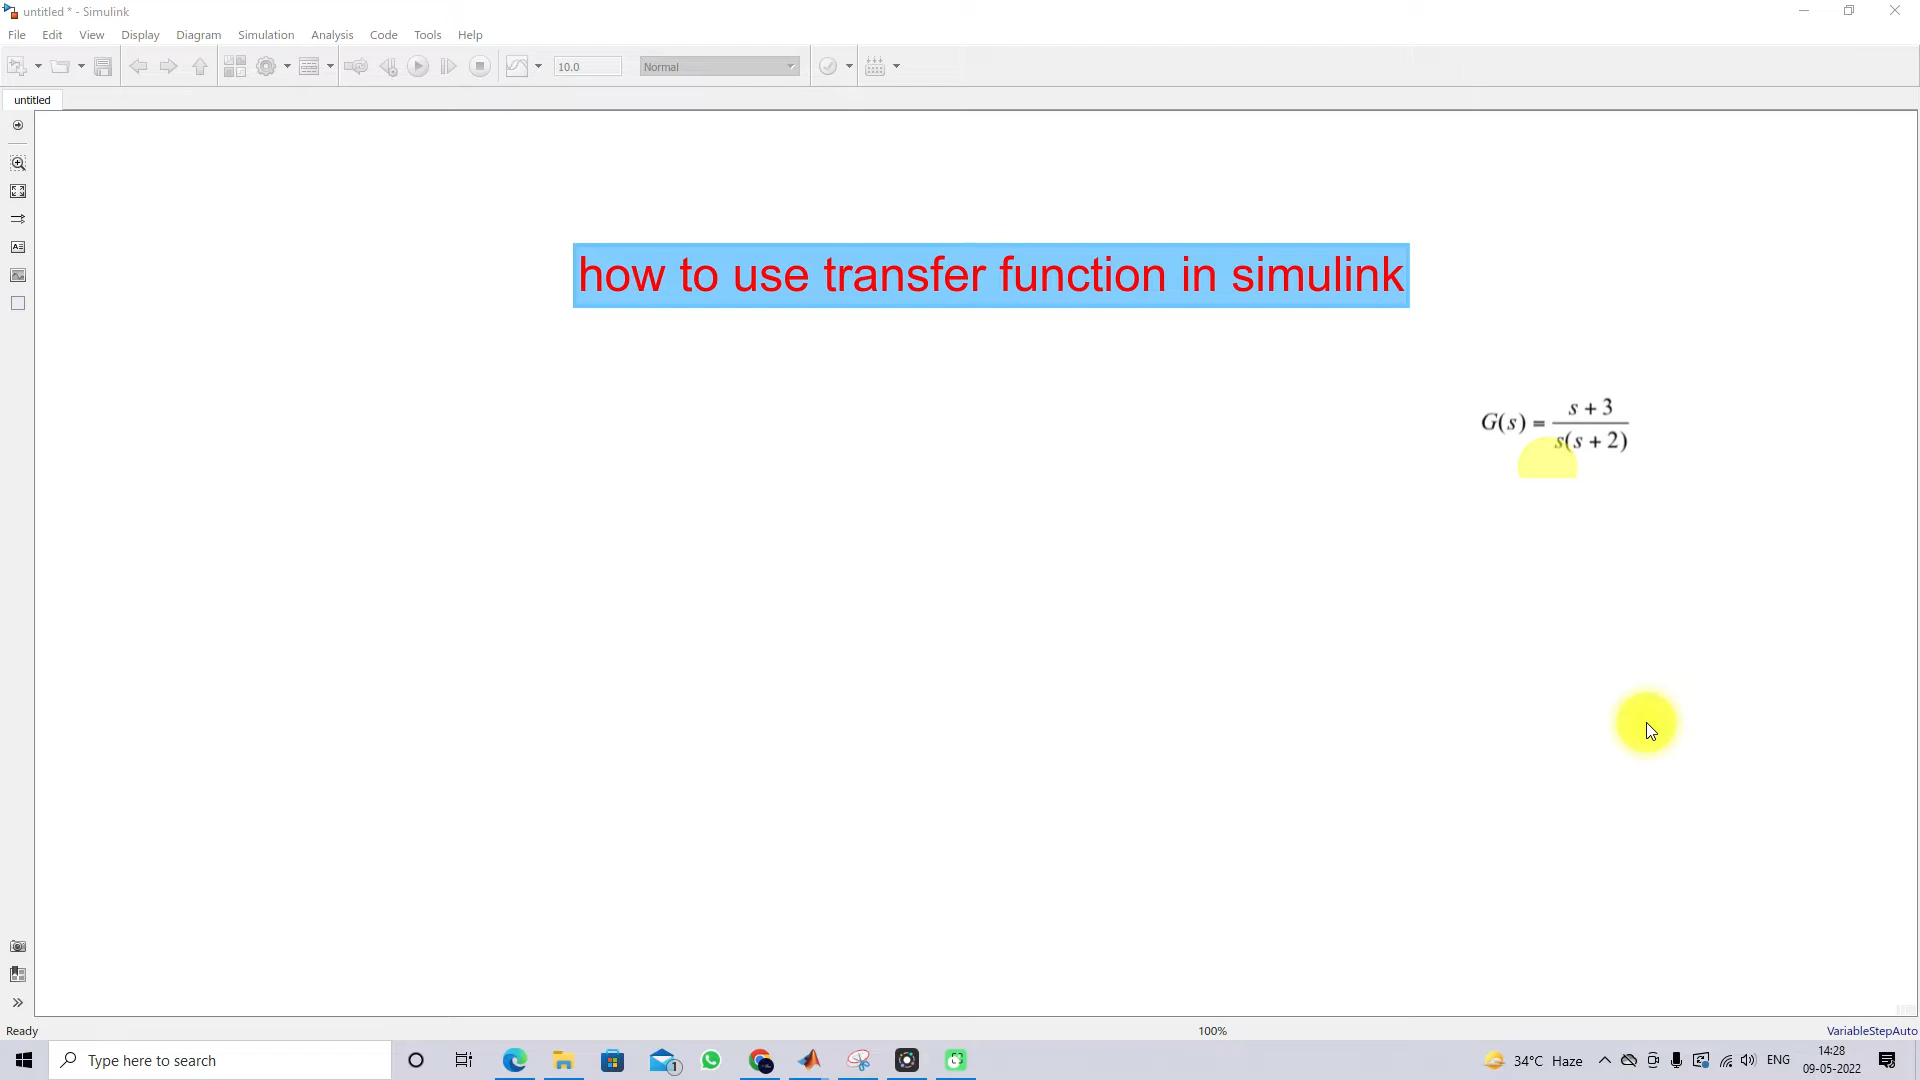 untitled * - Simulink
File Edit View Display Diagram Simulation Analysis Code Tools Help
10.0 Normal
untitled
how to use transfer function in simulink
G(s) = s + 3 / s(s + 2)
Ready 100% VariableStepAuto
Type here to search 1 34°C Haze ENG 14:28
09-05-2022